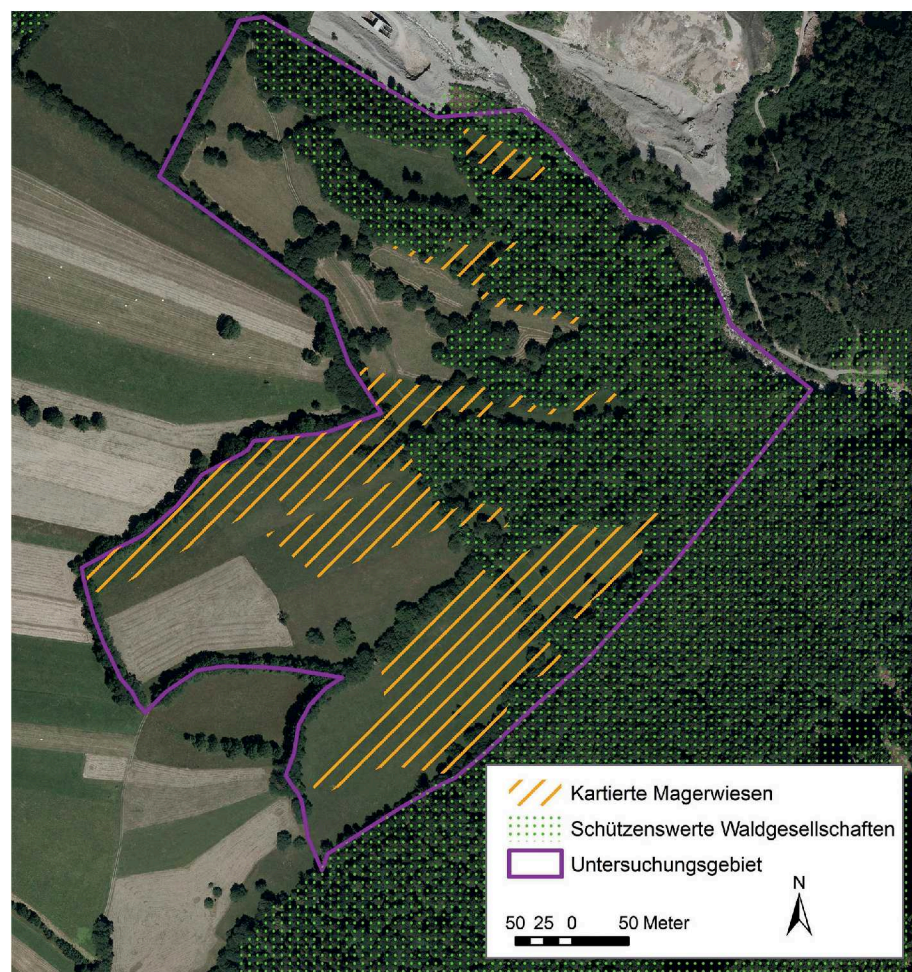 Kartierte Magerwiesen
Schützenswerte Waldgesellschaften
Untersuchungsgebiet
N
50 25 0 50 Meter